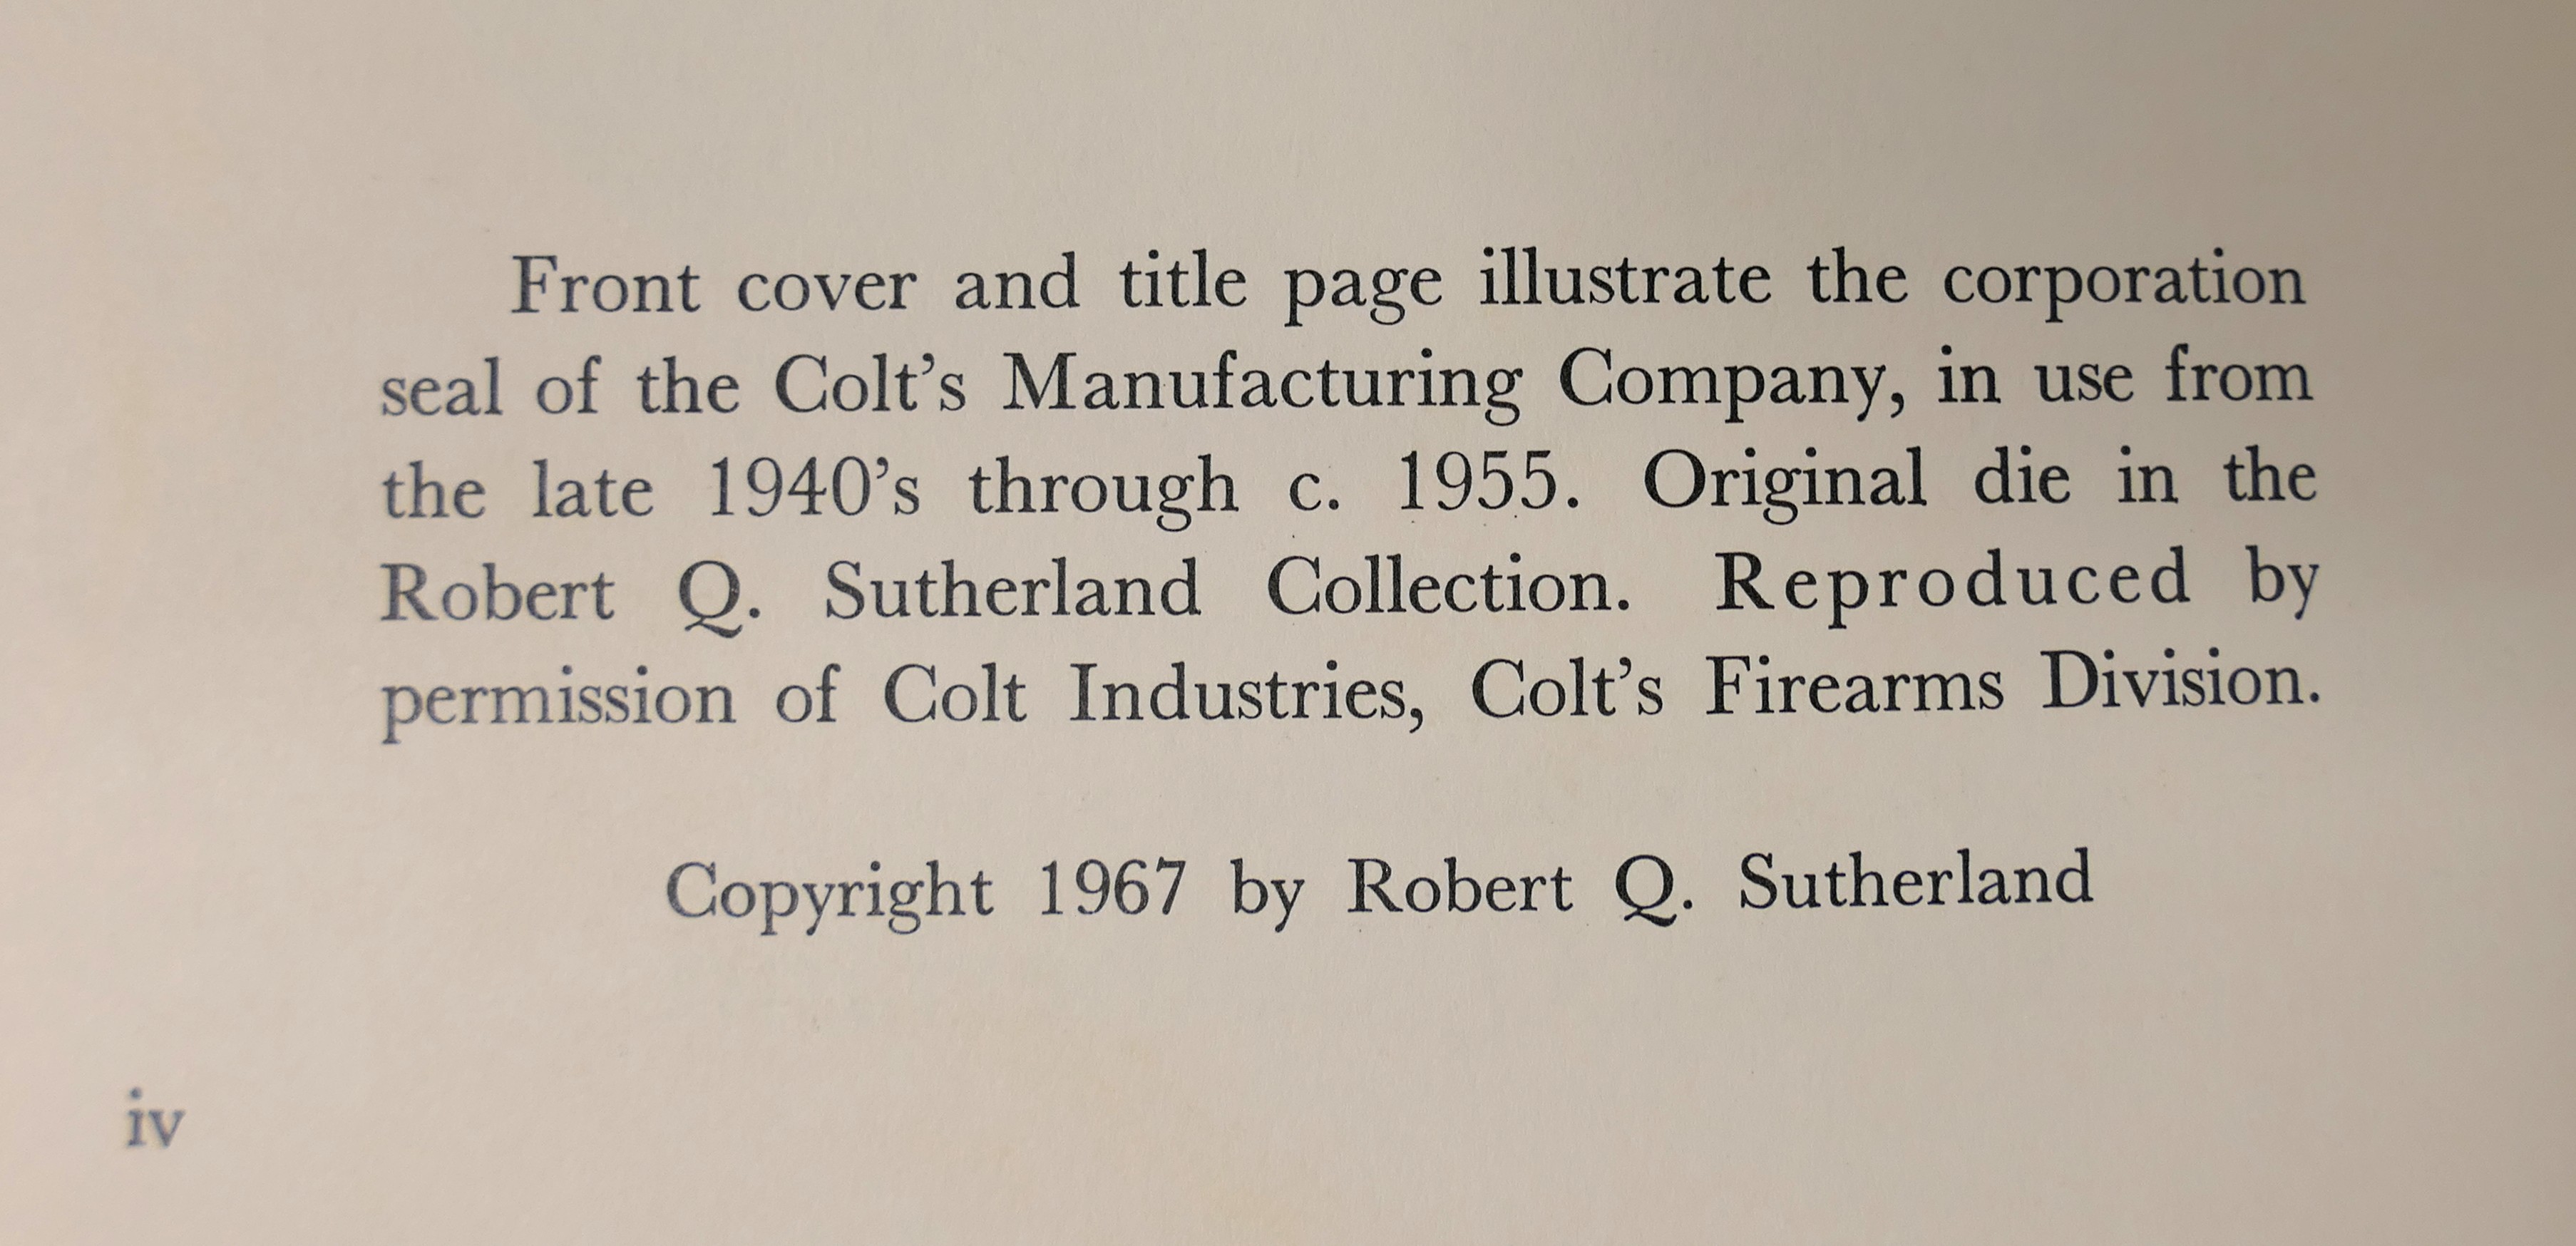 Front cover and title page illustrate the corporation
seal of the Colt’s Manufacturing Company, in use from
the late 1940’s through c. 1955. Original die in the
Robert Q. Sutherland Collection. Reproduced by
permission of Colt Industries, Colt’s Firearms Division.
Copyright 1967 by Robert Q. Sutherland
iv